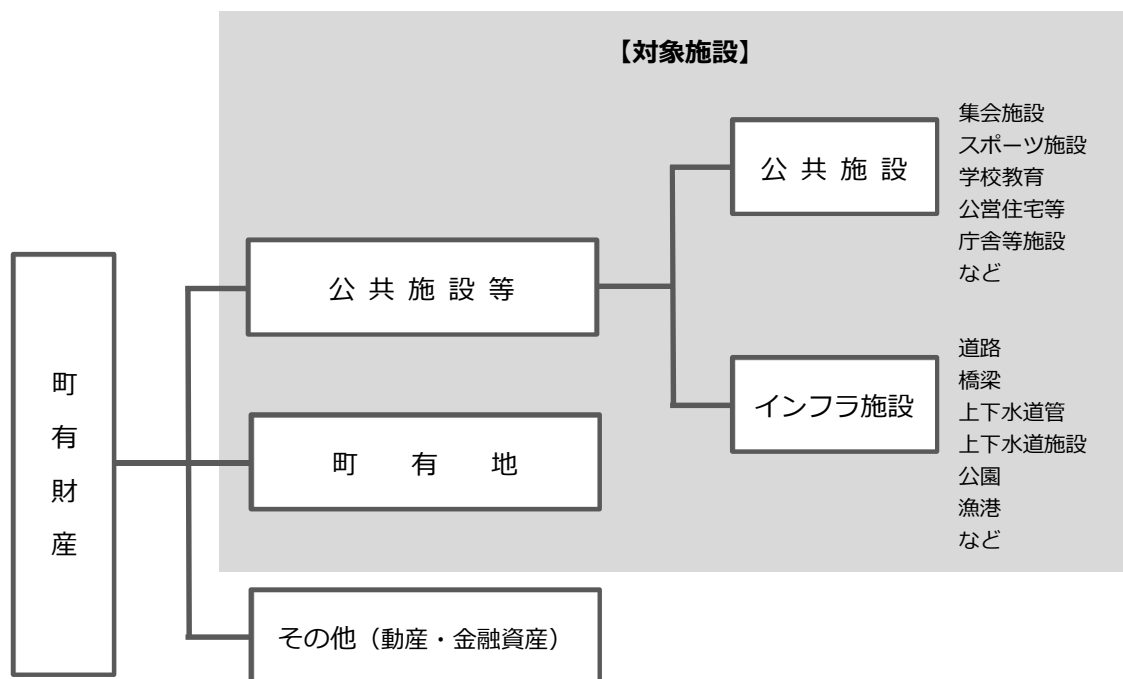 【対象施設】
公共施設
集会施設
スポーツ施設
学校教育
公営住宅等
庁舎等施設
など
公共施設等
インフラ施設
道路
橋梁
上下水道管
上下水道施設
公園
漁港
など
町有財産
町有地
その他（動産・金融資産）